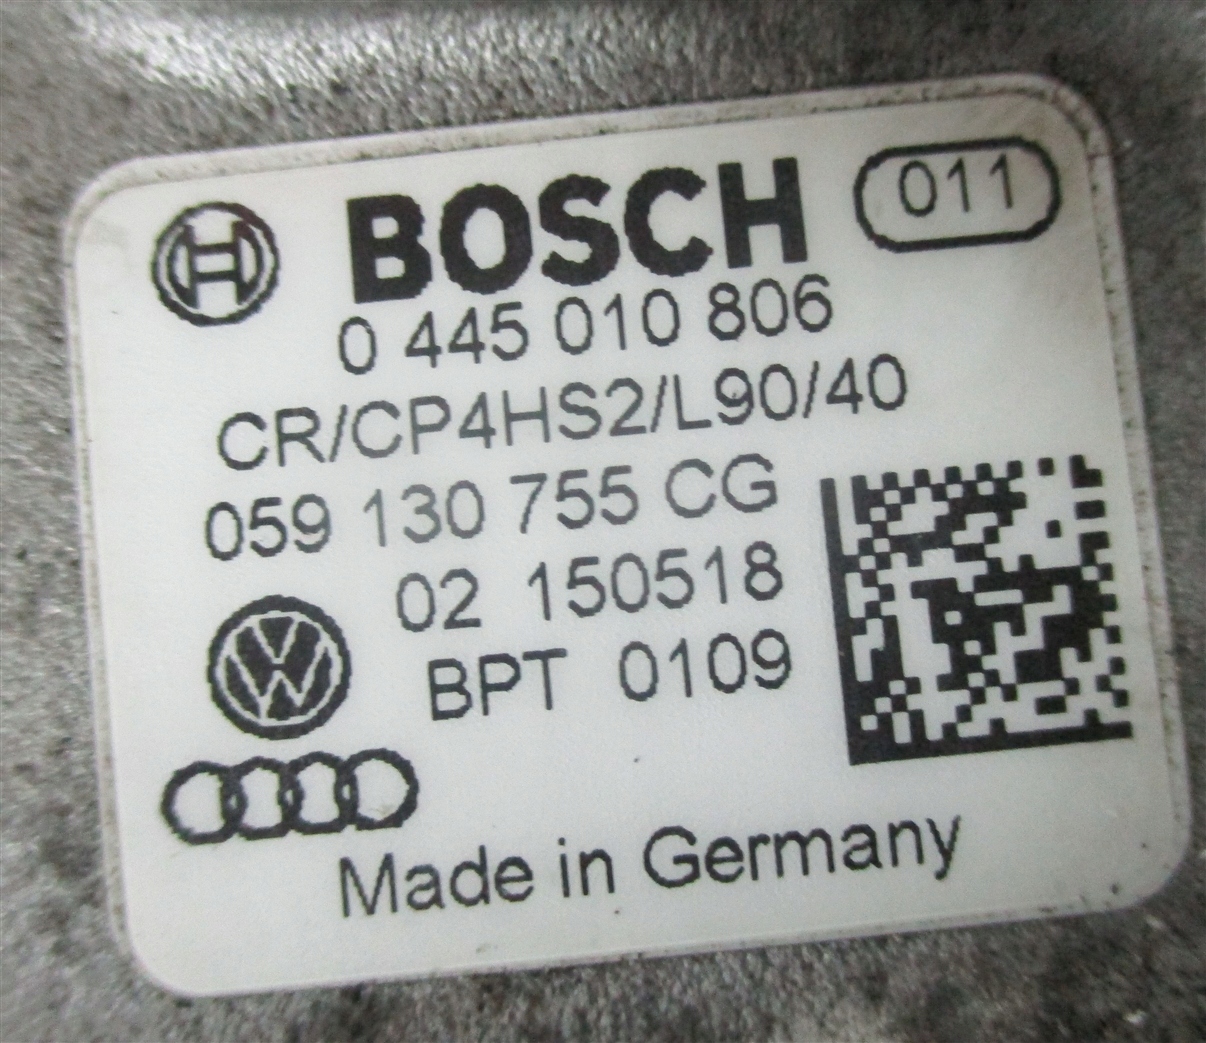 BOSCH 011
0 445 010 806
CR/CP4HS2/L90/40
059 130 755 CG
02 150518
BPT 0109
Made in Germany